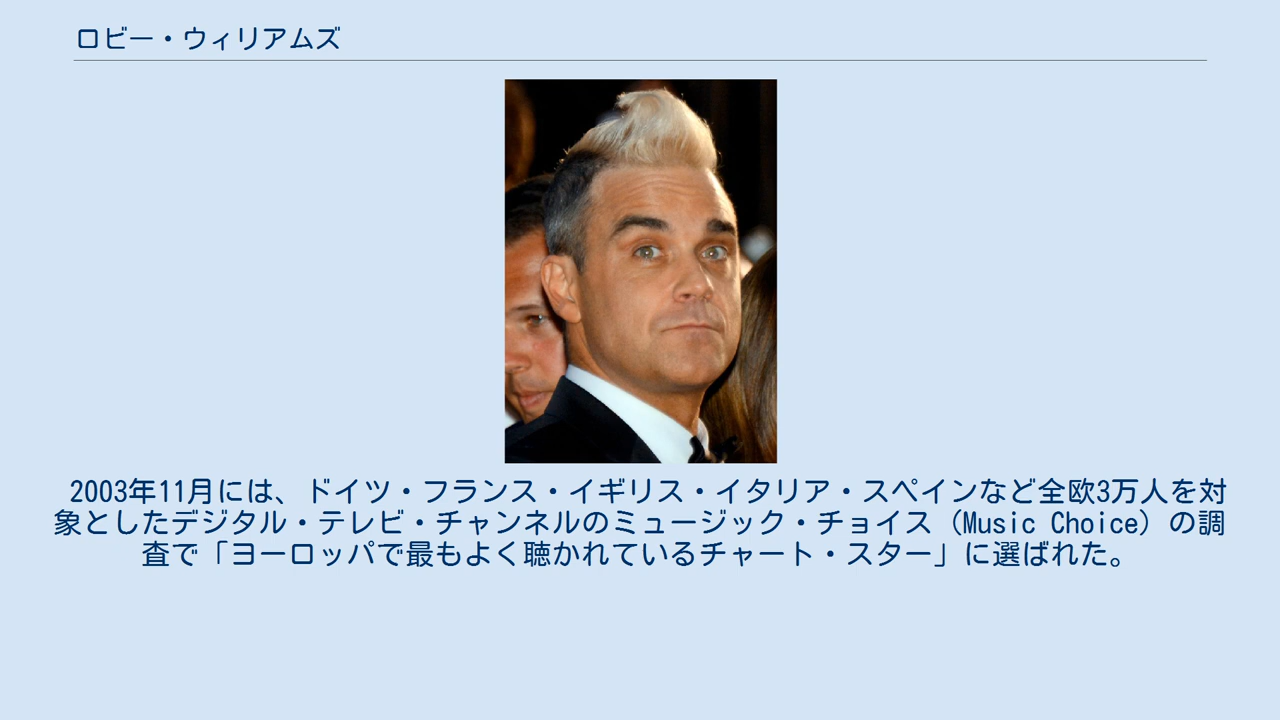 ロビー・ウィリアムズ
2003年11月には、ドイツ・フランス・イギリス・イタリア・スペインなど全欧3万人を対
象としたデジタル・テレビ・チャンネルのミュージック・チョイス（Music Choice）の調
査で「ヨーロッパで最もよく聴かれているチャート・スター」に選ばれた。